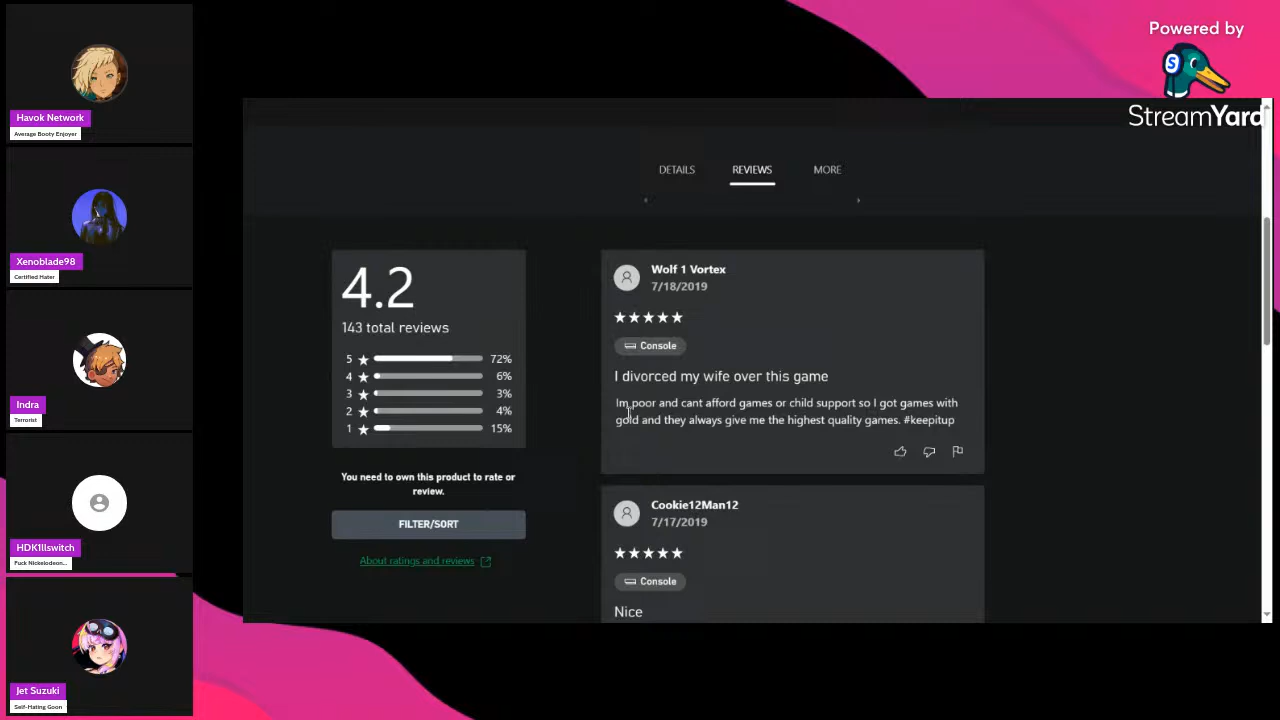 Powered by
S
StreamYard
Havok Network
Average Booty Enjoyer
Xenoblade98
Certified Hater
Indra
Terrorist
HDK1llswitch
Fuck Nickelodeon...
Jet Suzuki
Self-Hating Goon
DETAILS REVIEWS MORE
4.2
143 total reviews
5 ★ 72%
4 ★ 6%
3 ★ 3%
2 ★ 4%
1 ★ 15%
You need to own this product to rate or
review.
FILTER/SORT
About ratings and reviews
Wolf 1 Vortex
7/18/2019
★★★★★
Console
I divorced my wife over this game
Im poor and cant afford games or child support so I got games with
gold and they always give me the highest quality games. #keepitup
Cookie12Man12
7/17/2019
★★★★★
Console
Nice